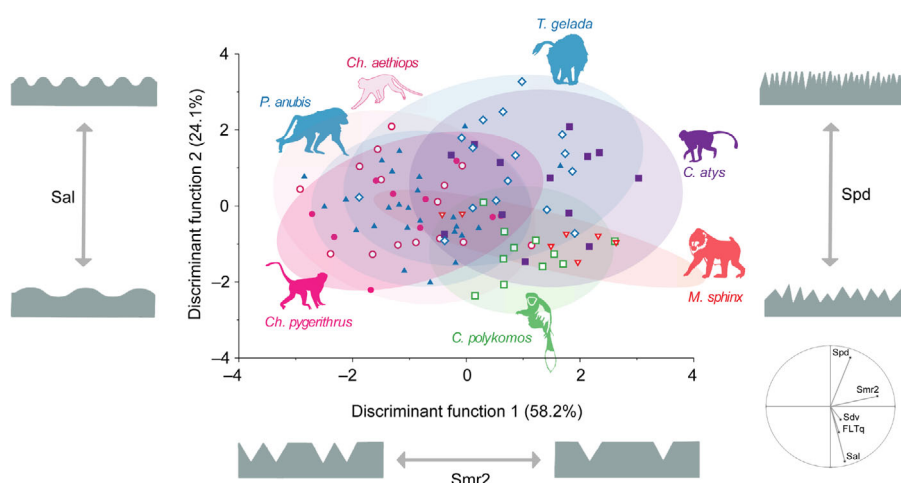 T. gelada
Ch. aethiops
P. anubis
C. atys
M. sphinx
C. polykomos
Ch. pygerithrus
Sal
Spd
Discriminant function 2 (24.1%)
4
2
0
−2
−4
−4
−2
0
2
4
Discriminant function 1 (58.2%)
Smr2
Spd
Smr2
Sdv
FLTq
Sal